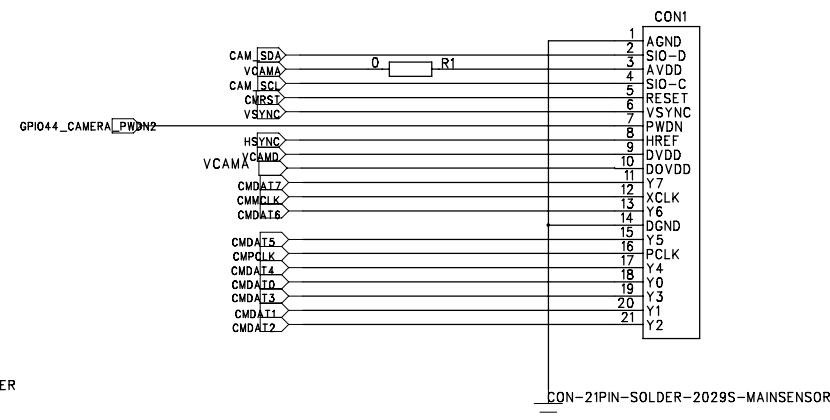 CON1
1 AGND
CAM_SDA 2 SIO-D
VCAMA 0 R1 3 AVDD
CAM_SCL 4 SIO-C
CMRST 5 RESET
VSYNC 6 VSYNC
GPIO44_CAMERA_PWDN2 7 PWDN
HSYNC 8 HREF
VCAMD 9 DVDD
VCAMA 10 DOVDD
CMDAT7 11 Y7
CMMCLK 12 XCLK
CMDAT6 13 Y6
14 DGND
CMDAT5 15 Y5
CMPCLK 16 PCLK
CMDAT4 17 Y4
CMDAT0 18 Y0
CMDAT3 19 Y3
CMDAT1 20 Y1
CMDAT2 21 Y2
ER
CON-21PIN-SOLDER-2029S-MAINSENSOR